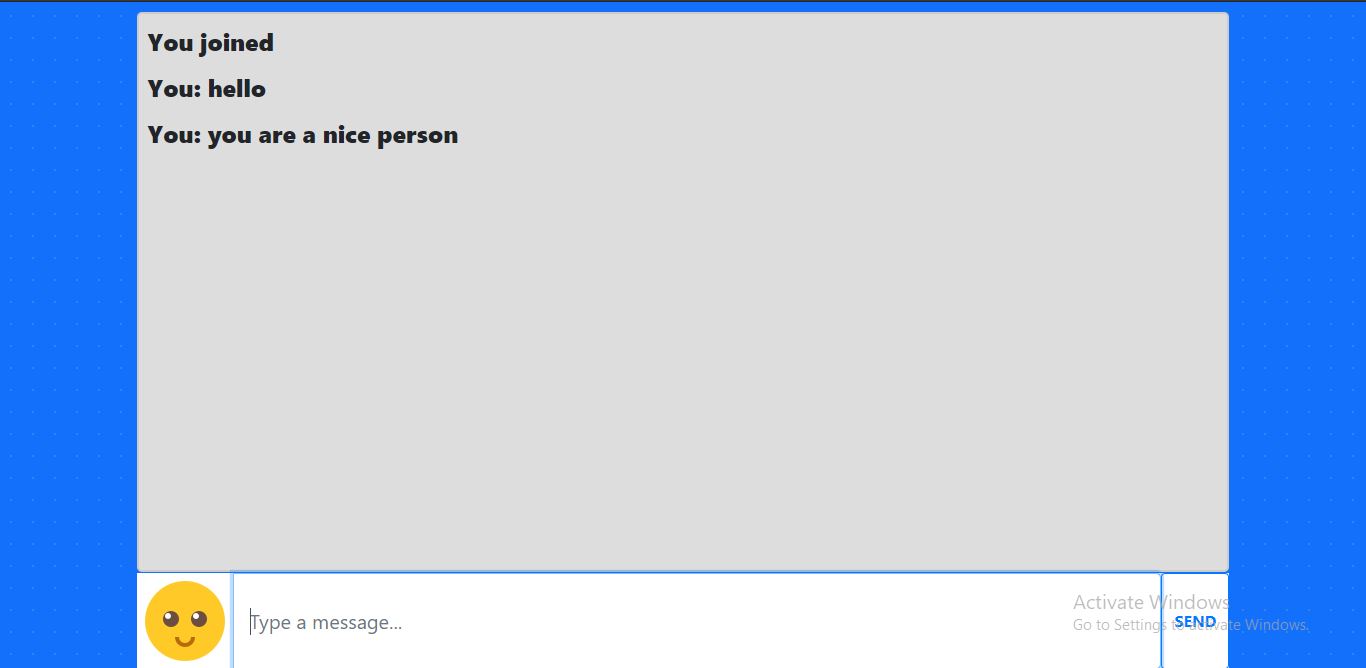 You joined
You: hello
You: you are a nice person
Type a message...
SEND
Activate Windows
Go to Settings to activate Windows.